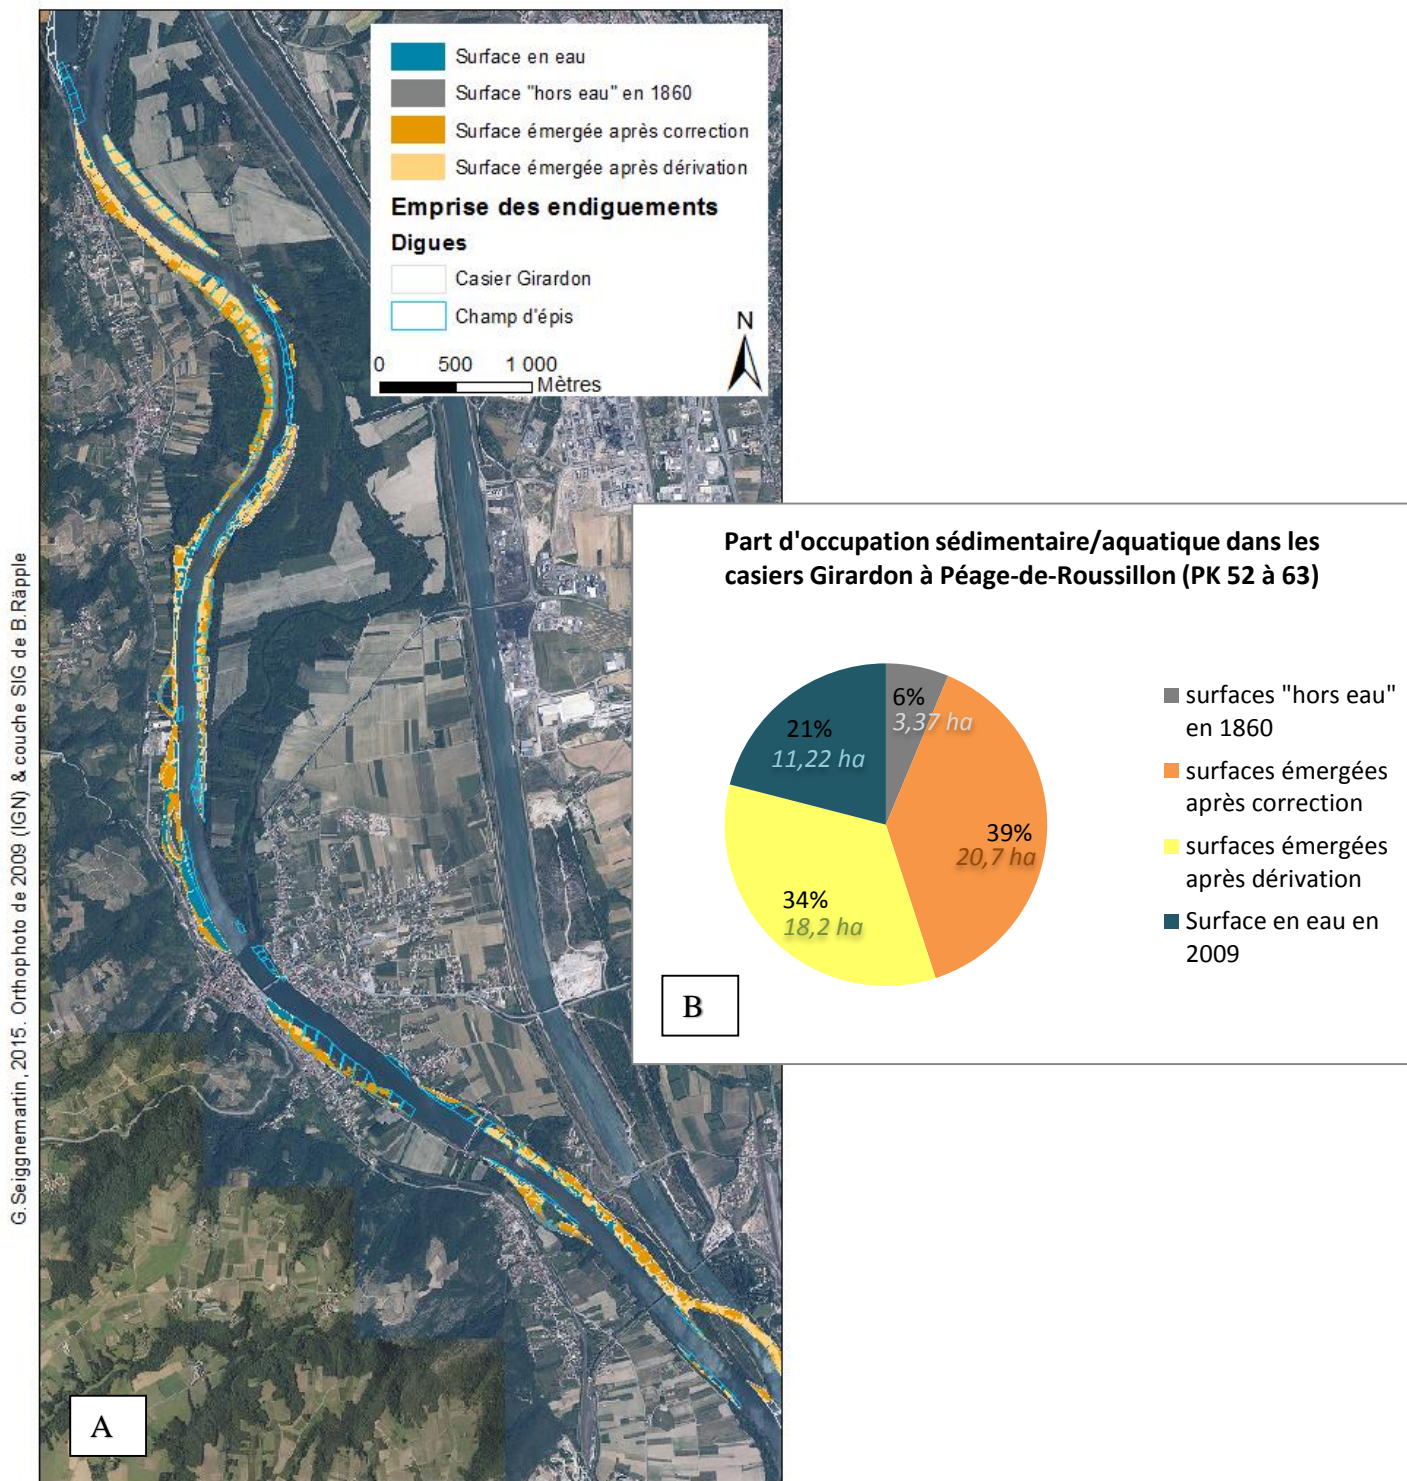 Surface en eau
Surface "hors eau" en 1860
Surface émergée après correction
Surface émergée après dérivation
Emprise des endiguements
Digues
Casier Girardon
Champ d'épis
N
0 500 1 000
Mètres
G.Seiggnemartin, 2015. Orthophoto de 2009 (IGN) & couche SIG de B.Räpple
A
Part d'occupation sédimentaire/aquatique dans les
casiers Girardon à Péage-de-Roussillon (PK 52 à 63)
6%
3,37 ha
21%
11,22 ha
39%
20,7 ha
34%
18,2 ha
surfaces "hors eau"
en 1860
surfaces émergées
après correction
surfaces émergées
après dérivation
Surface en eau en
2009
B